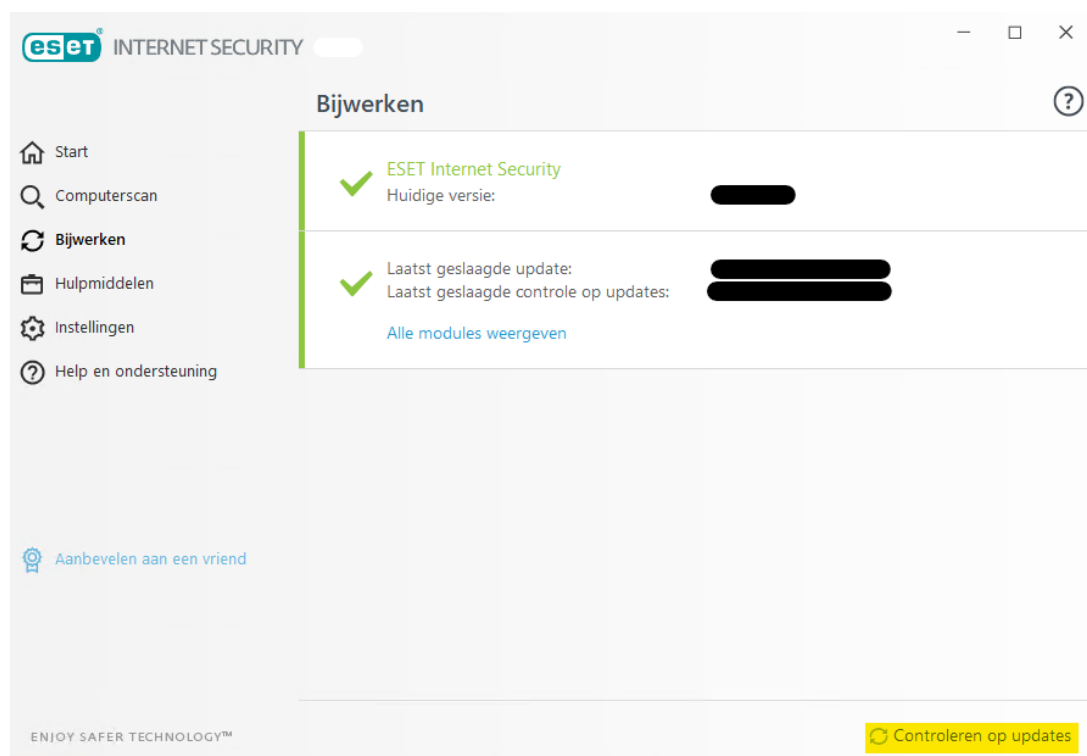 eset INTERNET SECURITY
Bijwerken
Start
Computerscan
Bijwerken
Hulpmiddelen
Instellingen
Help en ondersteuning
Aanbevelen aan een vriend
ESET Internet Security
Huidige versie:
Laatst geslaagde update:
Laatst geslaagde controle op updates:
Alle modules weergeven
ENJOY SAFER TECHNOLOGY™
Controleren op updates